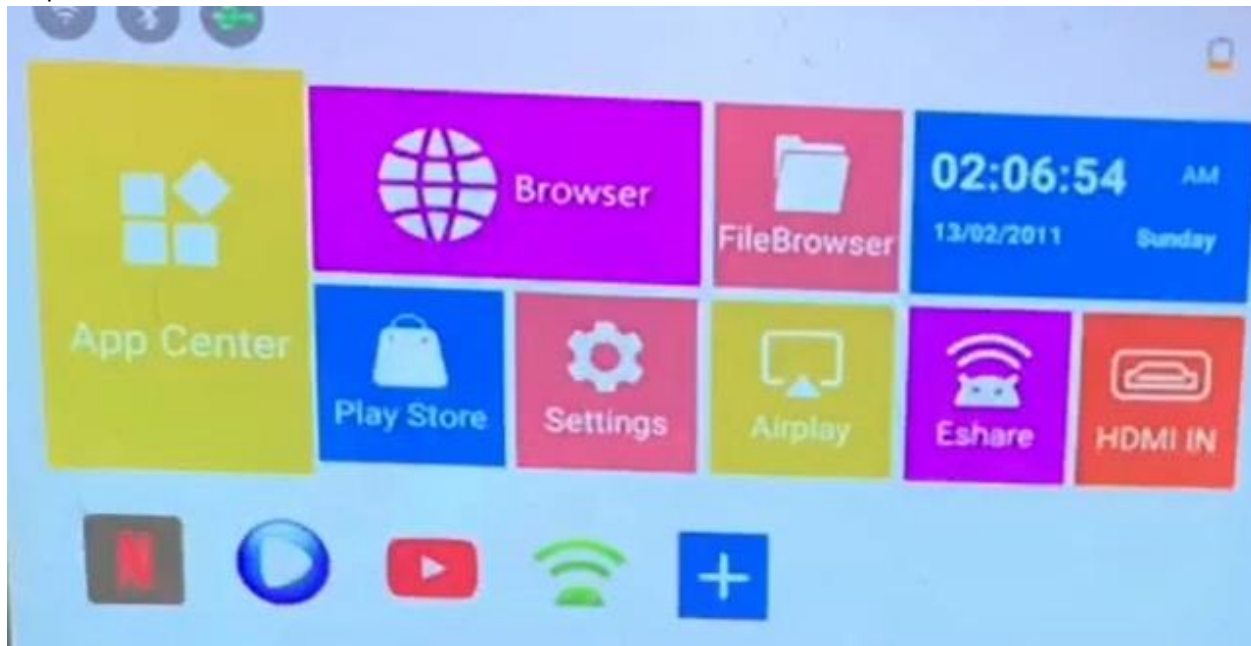 App Center
Browser
FileBrowser
02:06:54 AM
13/02/2011 Sunday
Play Store
Settings
Airplay
Eshare
HDMI IN
N